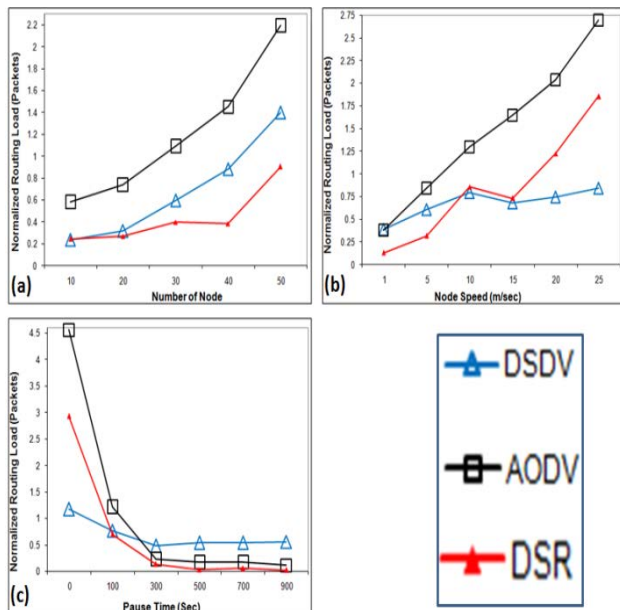 Normalized Routing Load (Packets)
2.2
2
1.8
1.6
1.4
1.2
1
0.8
0.6
0.4
0.2
0
10 20 30 40 50
Number of Node
(a)
Normalized Routing Load (Packets)
2.75
2.5
2.25
2
1.75
1.5
1.25
1
0.75
0.5
0.25
0
1 5 10 15 20 25
Node Speed (m/sec)
(b)
Normalized Routing Load (Packets)
4.5
4
3.5
3
2.5
2
1.5
1
0.5
0
0 100 300 500 700 900
Pause Time (Sec)
(c)
DSDV
AODV
DSR